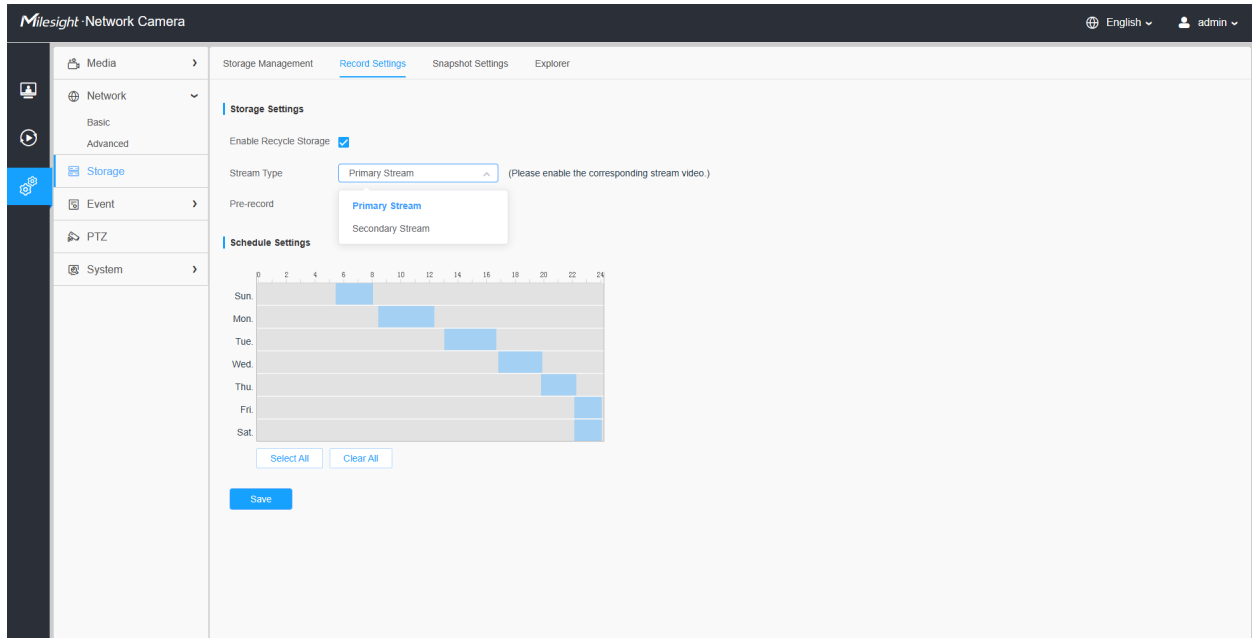 Milesight · Network Camera
English
admin
Media
Network
Basic
Advanced
Storage
Event
PTZ
System
Storage Management Record Settings Snapshot Settings Explorer
Storage Settings
Enable Recycle Storage
Stream Type Primary Stream (Please enable the corresponding stream video.)
Pre-record
Primary Stream
Secondary Stream
Schedule Settings
0 2 4 6 8 10 12 14 16 18 20 22 24
Sun.
Mon.
Tue.
Wed.
Thu.
Fri.
Sat.
Select All Clear All
Save